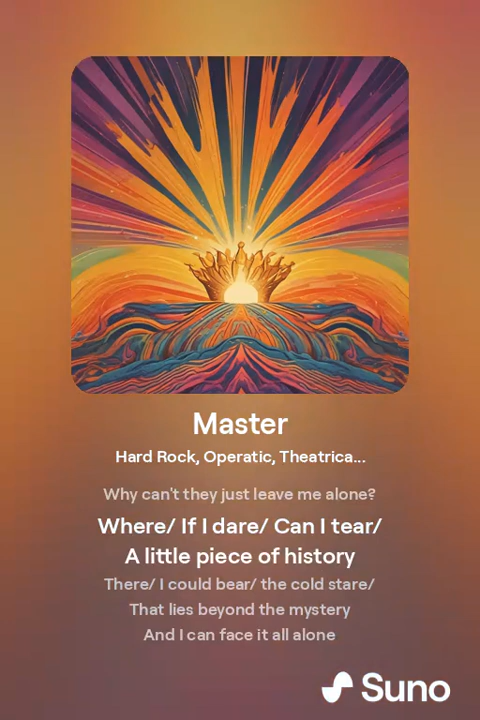 Master
Hard Rock, Operatic, Theatrica...
Why can't they just leave me alone?
Where/ If I dare/ Can I tear/
A little piece of history
There/ I could bear/ the cold stare/
That lies beyond the mystery
And I can face it all alone
Suno